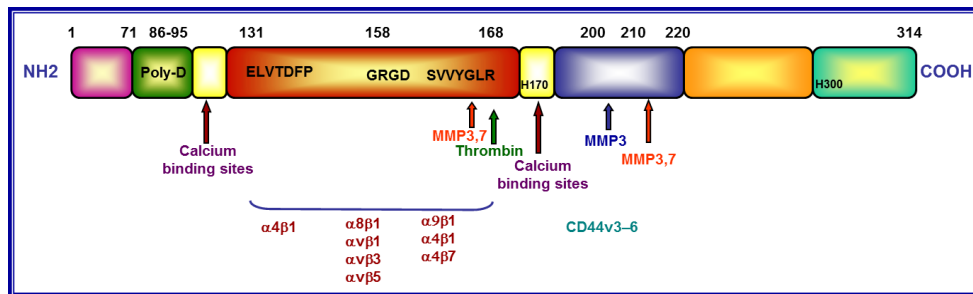 1 71 86-95 131 158 168 200 210 220 314
NH2 Poly-D ELVTDFP GRGD SVVYGLR H170 H300 COOH
MMP3,7 MMP3 MMP3,7
Thrombin
Calcium
binding sites
Calcium
binding sites
α4β1 α8β1 α9β1 CD44v3–6
αvβ1 α4β1
αvβ3 α4β7
αvβ5